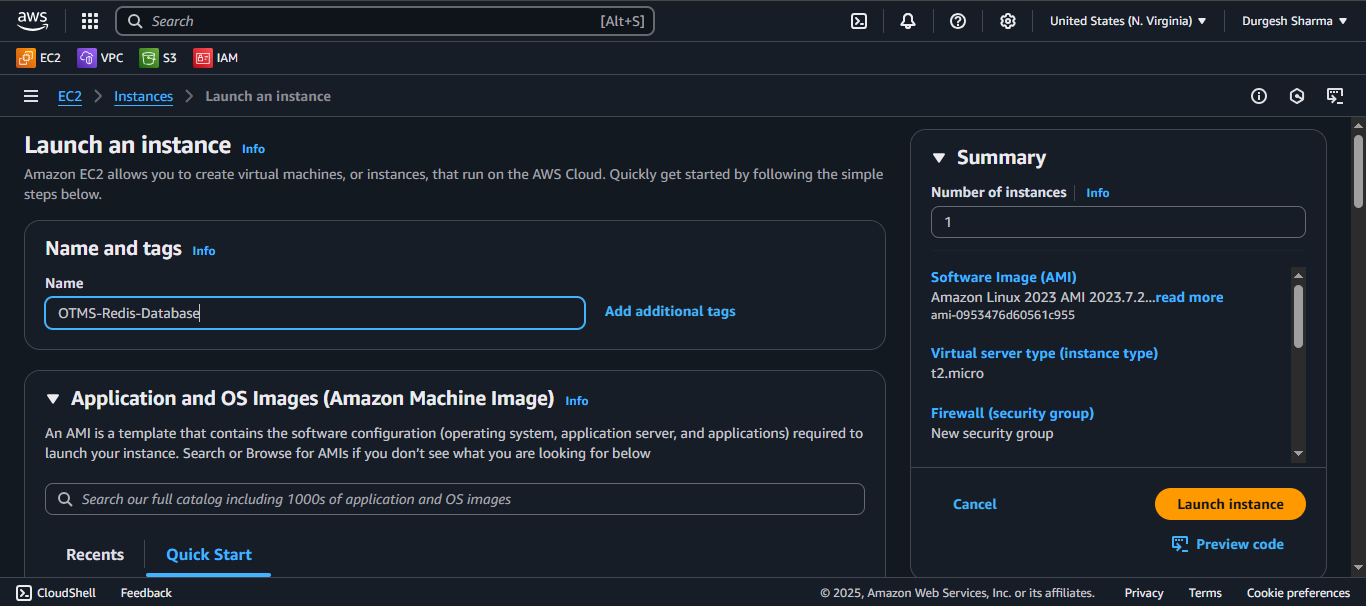 aws
Search [Alt+S]
United States (N. Virginia)
Durgesh Sharma
EC2 VPC S3 IAM
EC2 > Instances > Launch an instance
Launch an instance Info
Amazon EC2 allows you to create virtual machines, or instances, that run on the AWS Cloud. Quickly get started by following the simple
steps below.
Name and tags Info
Name
OTMS-Redis-Database
Add additional tags
Application and OS Images (Amazon Machine Image) Info
An AMI is a template that contains the software configuration (operating system, application server, and applications) required to
launch your instance. Search or Browse for AMIs if you don't see what you are looking for below
Search our full catalog including 1000s of application and OS images
Recents
Quick Start
Summary
Number of instances Info
1
Software Image (AMI)
Amazon Linux 2023 AMI 2023.7.2...read more
ami-0953476d60561c955
Virtual server type (instance type)
t2.micro
Firewall (security group)
New security group
Cancel
Launch instance
Preview code
CloudShell Feedback
© 2025, Amazon Web Services, Inc. or its affiliates. Privacy Terms Cookie preferences